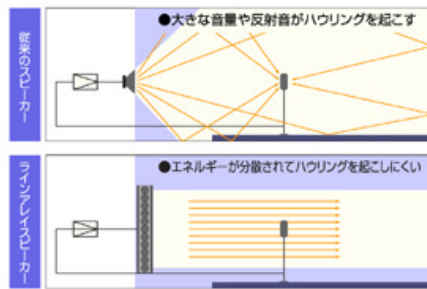 従来のスピーカー
●大きな音量や反射音がハウリングを起こす
ラインアレイスピーカー
●エネルギーが分散されてハウリングを起こしにくい